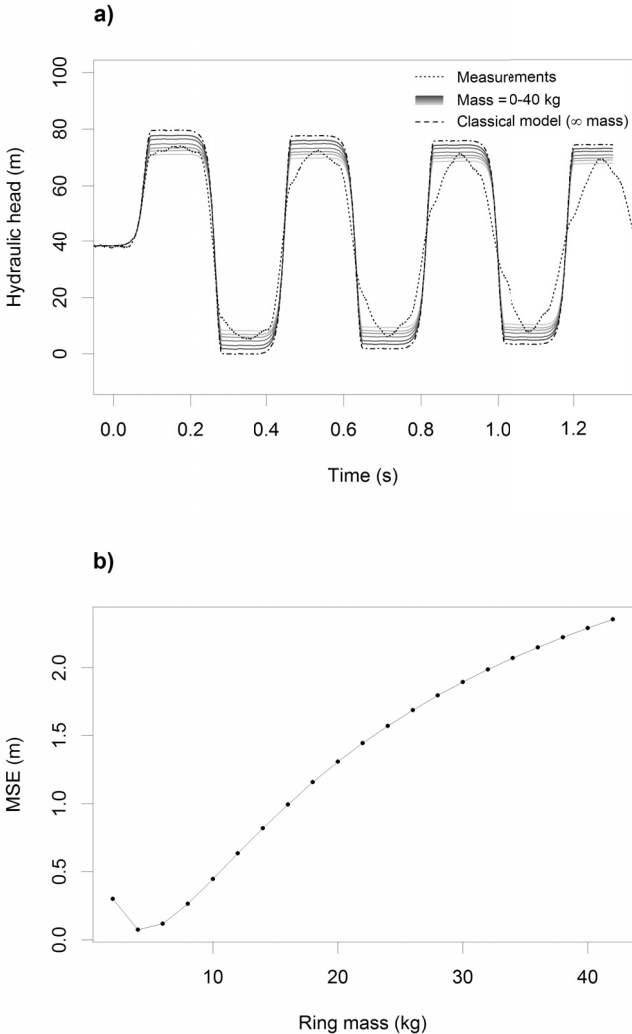 a)
100
80
60
40
20
0
Hydraulic head (m)
Measurements
Mass = 0-40 kg
Classical model (∞ mass)
0.0 0.2 0.4 0.6 0.8 1.0 1.2
Time (s)
b)
2.0
1.5
1.0
0.5
0.0
MSE (m)
10 20 30 40
Ring mass (kg)